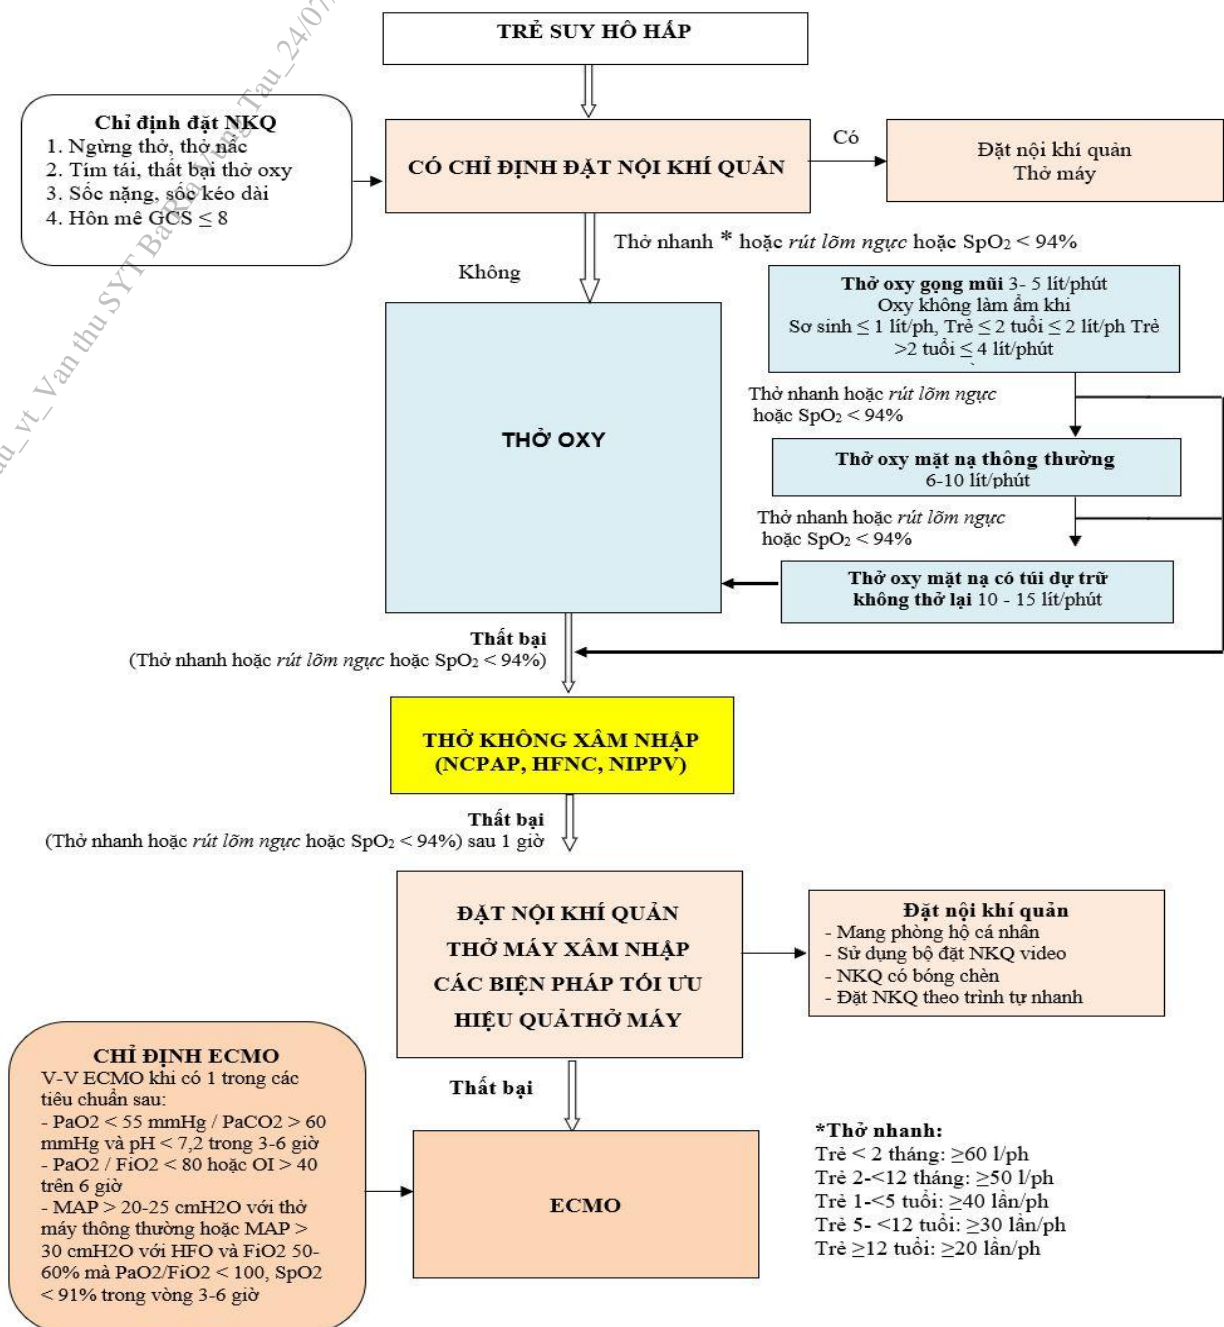 TRẺ SUY HÔ HẤP
Chỉ định đặt NKQ
1. Ngừng thở, thở nấc
2. Tím tái, thất bại thở oxy
3. Sốc nặng, sốc kéo dài
4. Hôn mê GCS ≤ 8
CÓ CHỈ ĐỊNH ĐẶT NỘI KHÍ QUẢN
Có
Đặt nội khí quản
Thở máy
Thở nhanh * hoặc rút lõm ngực hoặc SpO₂ < 94%
Không
THỞ OXY
Thở oxy gọng mũi 3- 5 lít/phút
Oxy không làm ẩm khi
Sơ sinh ≤ 1 lít/ph, Trẻ ≤ 2 tuổi ≤ 2 lít/ph Trẻ
>2 tuổi ≤ 4 lít/phút
Thở nhanh hoặc rút lõm ngực
hoặc SpO₂ < 94%
Thở oxy mặt nạ thông thường
6-10 lít/phút
Thở nhanh hoặc rút lõm ngực
hoặc SpO₂ < 94%
Thở oxy mặt nạ có túi dự trữ
không thở lại 10 - 15 lít/phút
Thất bại
(Thở nhanh hoặc rút lõm ngực hoặc SpO₂ < 94%)
THỞ KHÔNG XÂM NHẬP
(NCPAP, HFNC, NIPPV)
Thất bại
(Thở nhanh hoặc rút lõm ngực hoặc SpO₂ < 94%) sau 1 giờ
ĐẶT NỘI KHÍ QUẢN
THỞ MÁY XÂM NHẬP
CÁC BIỆN PHÁP TỐI ƯU
HIỆU QUẢTHỞ MÁY
Đặt nội khí quản
- Mang phòng hộ cá nhân
- Sử dụng bộ đặt NKQ video
- NKQ có bóng chèn
- Đặt NKQ theo trình tự nhanh
Thất bại
CHỈ ĐỊNH ECMO
V-V ECMO khi có 1 trong các
tiêu chuẩn sau:
- PaO2 < 55 mmHg / PaCO2 > 60
mmHg và pH < 7,2 trong 3-6 giờ
- PaO2 / FiO2 < 80 hoặc OI > 40
trên 6 giờ
- MAP > 20-25 cmH2O với thở
máy thông thường hoặc MAP >
30 cmH2O với HFO và FiO2 50-
60% mà PaO2/FiO2 < 100, SpO2
< 91% trong vòng 3-6 giờ
ECMO
*Thở nhanh:
Trẻ < 2 tháng: ≥60 l/ph
Trẻ 2-<12 tháng: ≥50 l/ph
Trẻ 1-<5 tuổi: ≥40 lần/ph
Trẻ 5- <12 tuổi: ≥30 lần/ph
Trẻ ≥12 tuổi: ≥20 lần/ph
vt_Van thu SYT BaRia Vung Tau_24/07/